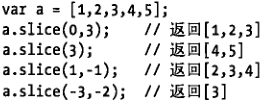 var a = [1,2,3,4,5];
a.slice(0,3);    // 返回[1,2,3]
a.slice(3);      // 返回[4,5]
a.slice(1,-1);   // 返回[2,3,4]
a.slice(-3,-2);  // 返回[3]